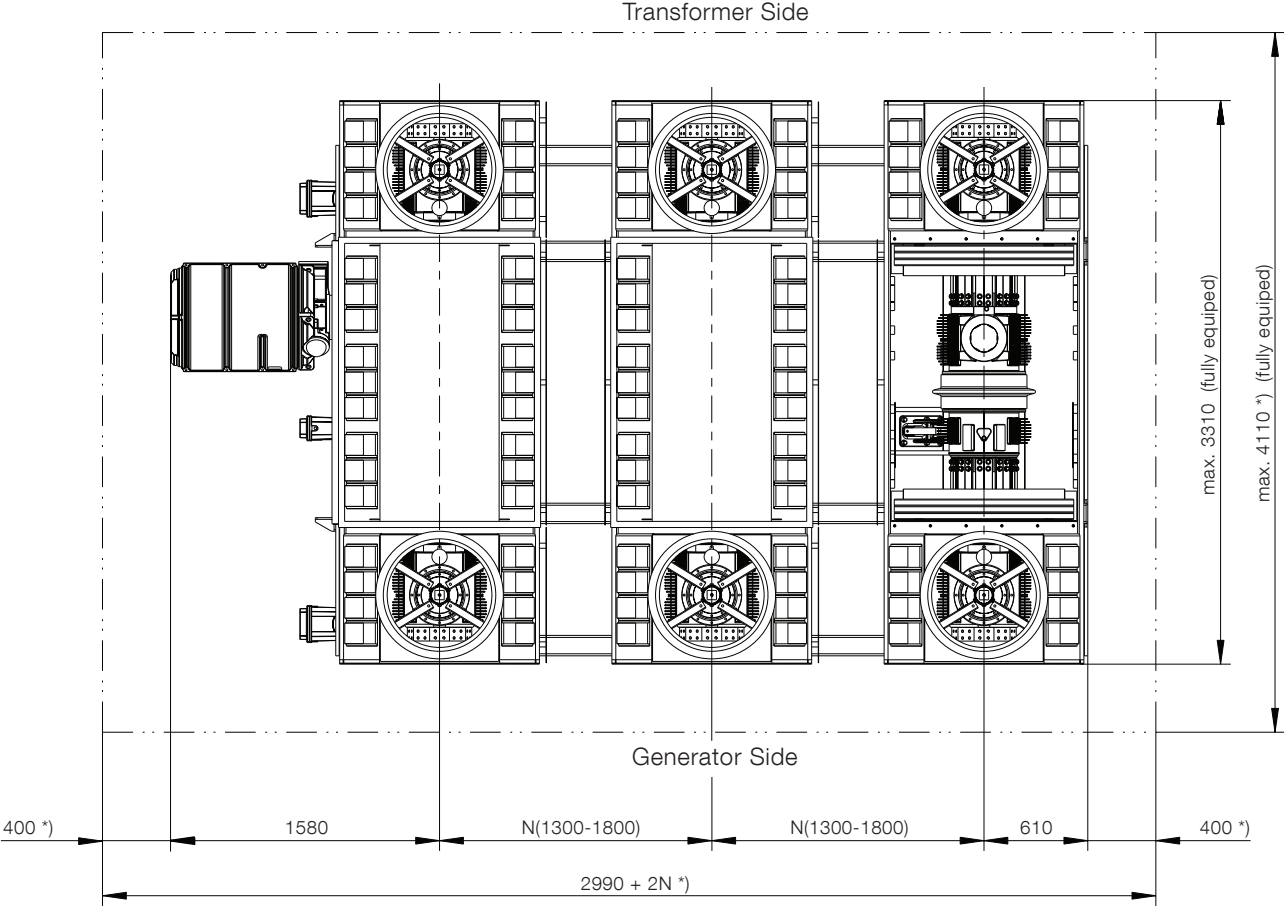 Transformer Side
max. 3310 (fully equiped)
max. 4110 *) (fully equiped)
Generator Side
400 *)
1580
N(1300-1800)
N(1300-1800)
610
400 *)
2990 + 2N *)